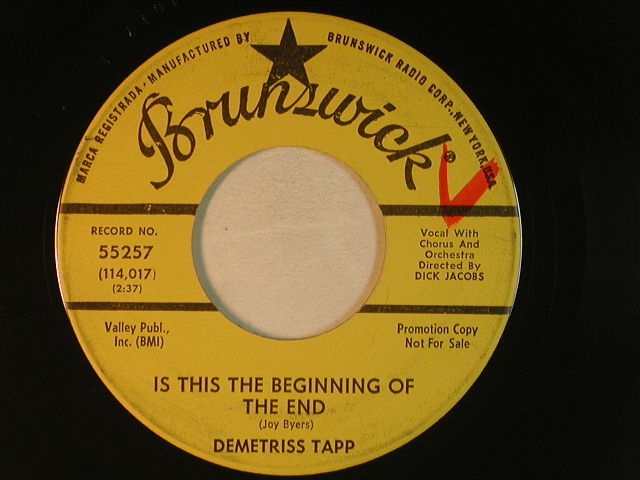 MARCA REGISTRADA · MANUFACTURED BY BRUNSWICK RADIO CORP., NEW YORK, USA
Brunswick®
RECORD NO.
55257
(114,017)
(2:37)
Vocal With
Chorus And
Orchestra
Directed By
DICK JACOBS
Valley Publ.,
Inc. (BMI)
Promotion Copy
Not For Sale
IS THIS THE BEGINNING OF
THE END
(Joy Byers)
DEMETRISS TAPP